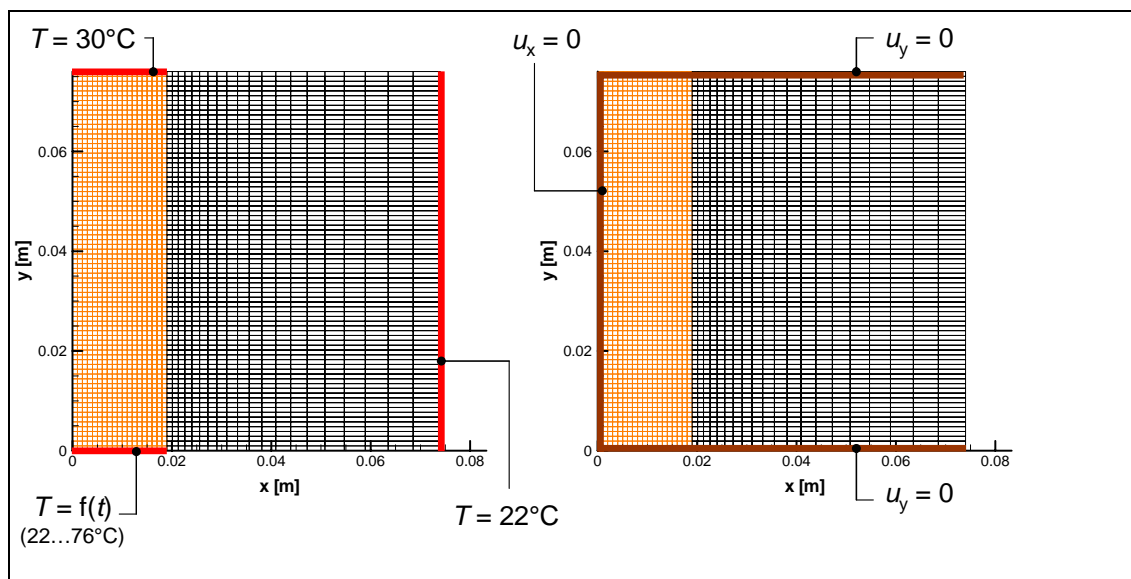 T = 30°C
0.06
0.04
0.02
0
y [m]
0
0.02
0.04
0.06
0.08
x [m]
T = f(t)
(22...76°C)
T = 22°C
uₓ = 0
u_y = 0
0.06
0.04
0.02
0
y [m]
0
0.02
0.04
0.06
0.08
x [m]
u_y = 0